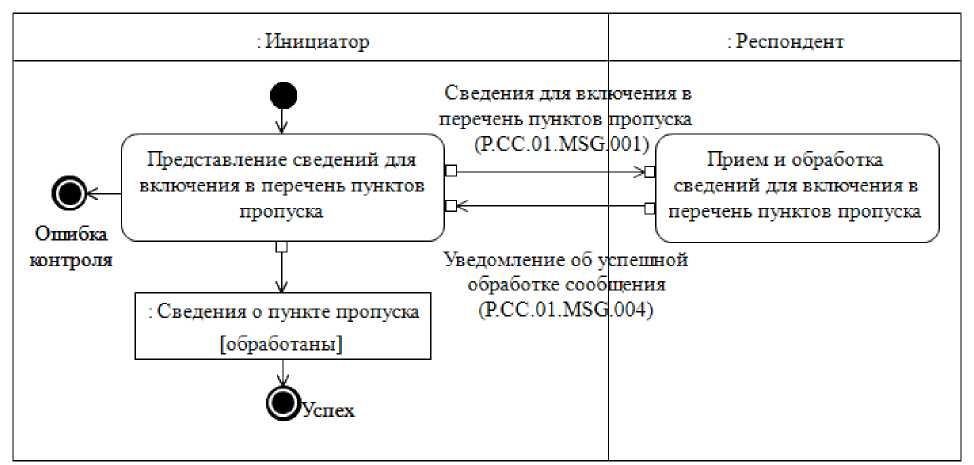 : Инициатор
: Респондент
Сведения для включения в
перечень пунктов пропуска
(P.CC.01.MSG.001)
Представление сведений для
включения в перечень пунктов
пропуска
Прием и обработка
сведений для включения в
перечень пунктов пропуска
Ошибка
контроля
Уведомление об успешной
обработке сообщения
(P.CC.01.MSG.004)
: Сведения о пункте пропуска
[обработаны]
Успех